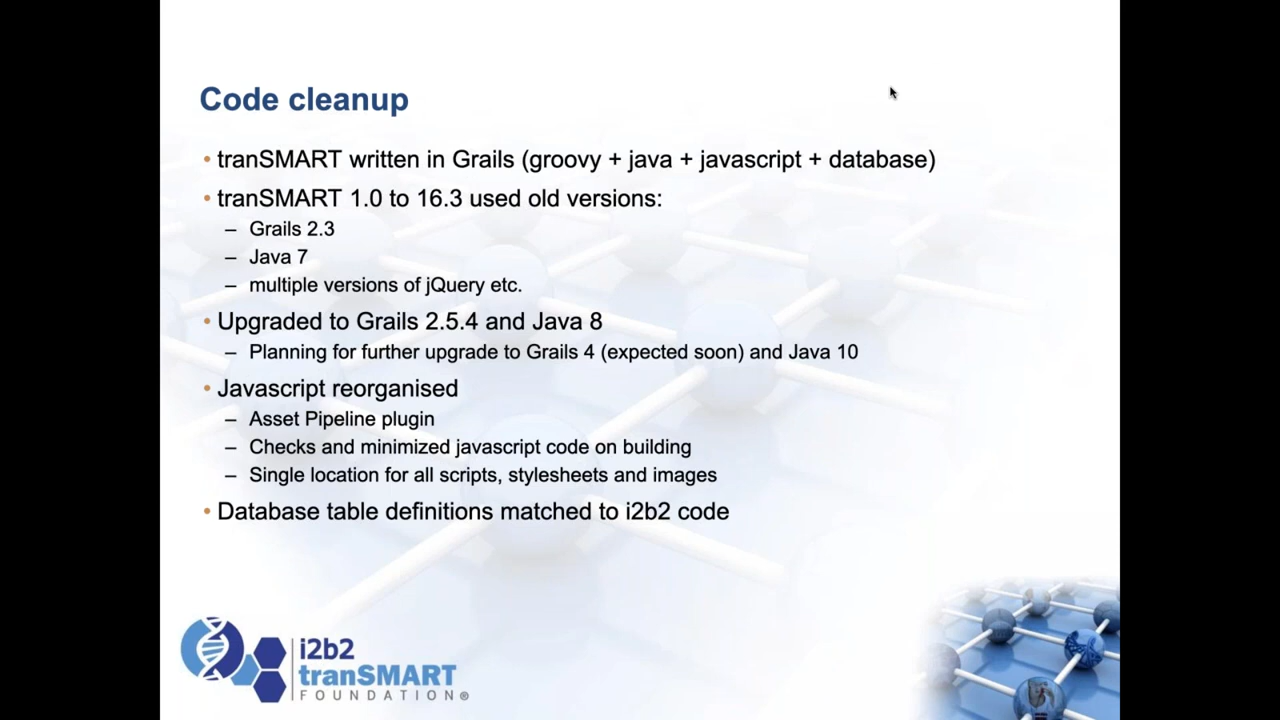 Code cleanup
• tranSMART written in Grails (groovy + java + javascript + database)
• tranSMART 1.0 to 16.3 used old versions:
– Grails 2.3
– Java 7
– multiple versions of jQuery etc.
• Upgraded to Grails 2.5.4 and Java 8
– Planning for further upgrade to Grails 4 (expected soon) and Java 10
• Javascript reorganised
– Asset Pipeline plugin
– Checks and minimized javascript code on building
– Single location for all scripts, stylesheets and images
• Database table definitions matched to i2b2 code
i2b2
tranSMART
FOUNDATION®